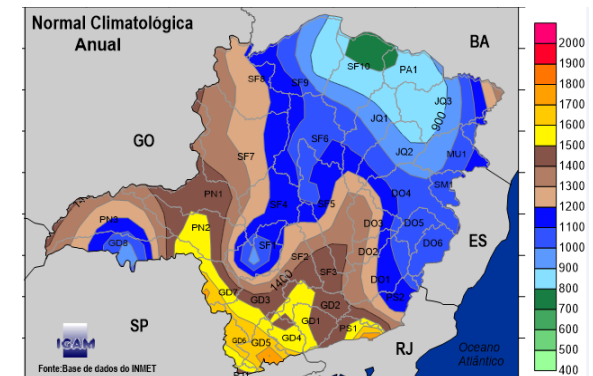 Normal Climatológica
Anual
BA
GO
ES
SP
RJ
Oceano
Atlântico
SF8
SF9
SF10
PA1
JQ3
900
JQ1
SF6
JQ2
MU1
SF7
SM1
PN1
DO4
SF4
SF5
PN3
PN2
DO3
DO5
GD8
SF1
DO6
SF2
DO2
SF3
1400
DO1
GD7
GD3
PS2
GD2
GD1
PS1
GD6
GD5
GD4
2000
1900
1800
1700
1600
1500
1400
1300
1200
1100
1000
900
800
700
600
500
400
IGAM
Fonte:Base de dados do INMET